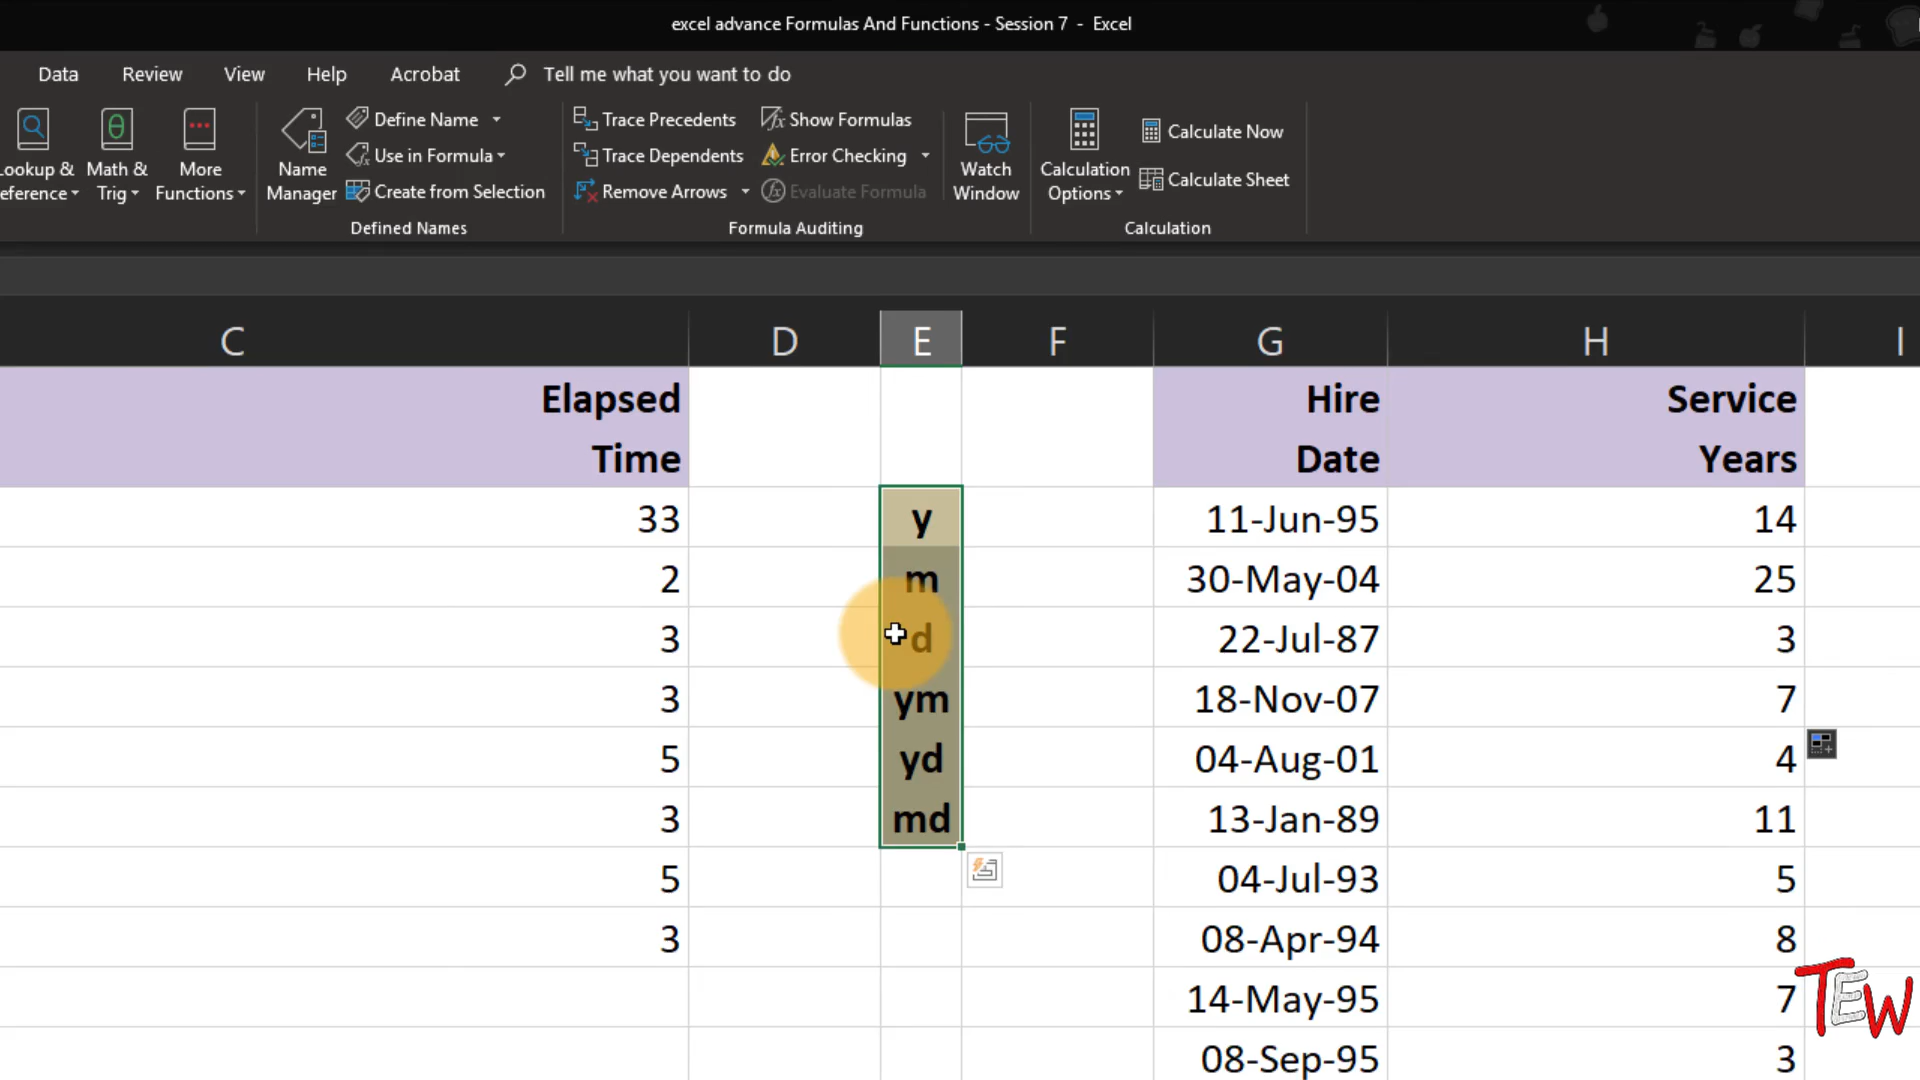 excel advance Formulas And Functions - Session 7 - Excel
Data Review View Help Acrobat Tell me what you want to do
Lookup & Reference
Math & Trig
More Functions
Name Manager
Define Name
Use in Formula
Create from Selection
Defined Names
Trace Precedents
Trace Dependents
Remove Arrows
Show Formulas
Error Checking
Evaluate Formula
Formula Auditing
Watch Window
Calculation Options
Calculate Now
Calculate Sheet
Calculation
C D E F G H I
Elapsed Hire Service
Time Date Years
33 y 11-Jun-95 14
2 m 30-May-04 25
3 d 22-Jul-87 3
3 ym 18-Nov-07 7
5 yd 04-Aug-01 4
3 md 13-Jan-89 11
5 04-Jul-93 5
3 08-Apr-94 8
14-May-95 7
08-Sep-95 3
TEW